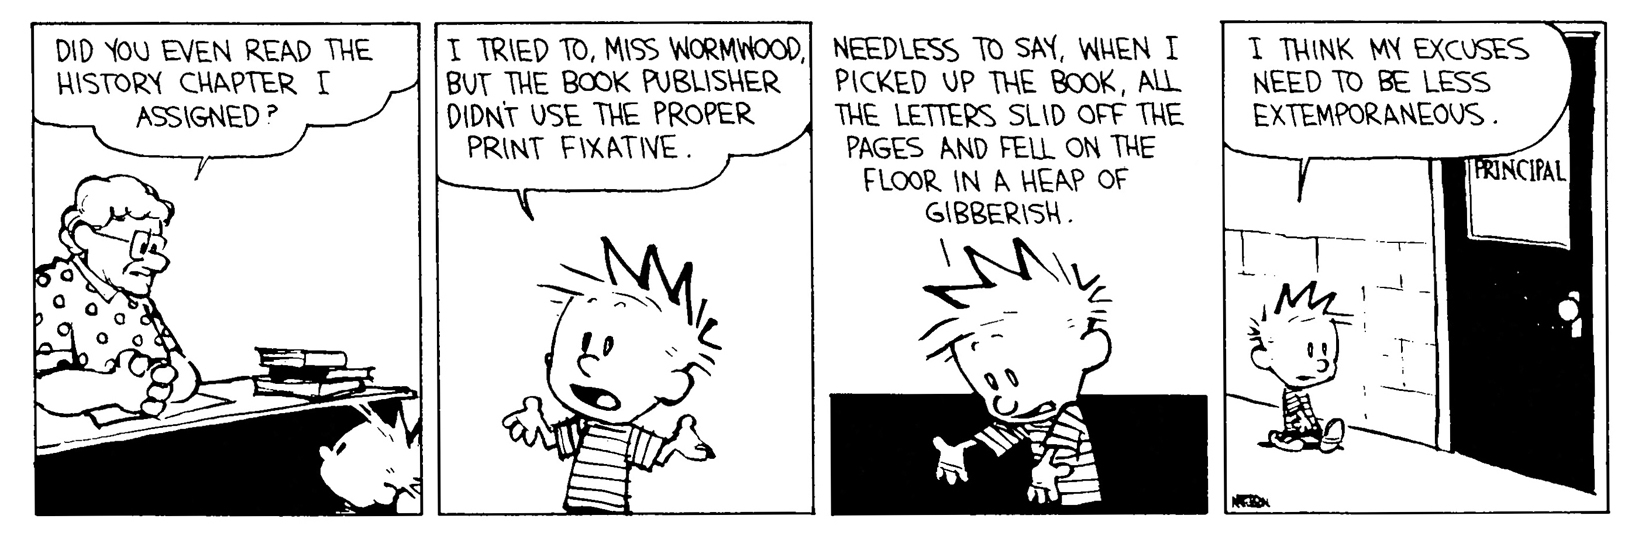 DID YOU EVEN READ THE
HISTORY CHAPTER I
ASSIGNED?
I TRIED TO, MISS WORMWOOD,
BUT THE BOOK PUBLISHER
DIDN'T USE THE PROPER
PRINT FIXATIVE.
NEEDLESS TO SAY, WHEN I
PICKED UP THE BOOK, ALL
THE LETTERS SLID OFF THE
PAGES AND FELL ON THE
FLOOR IN A HEAP OF
GIBBERISH.
I THINK MY EXCUSES
NEED TO BE LESS
EXTEMPORANEOUS.
PRINCIPAL